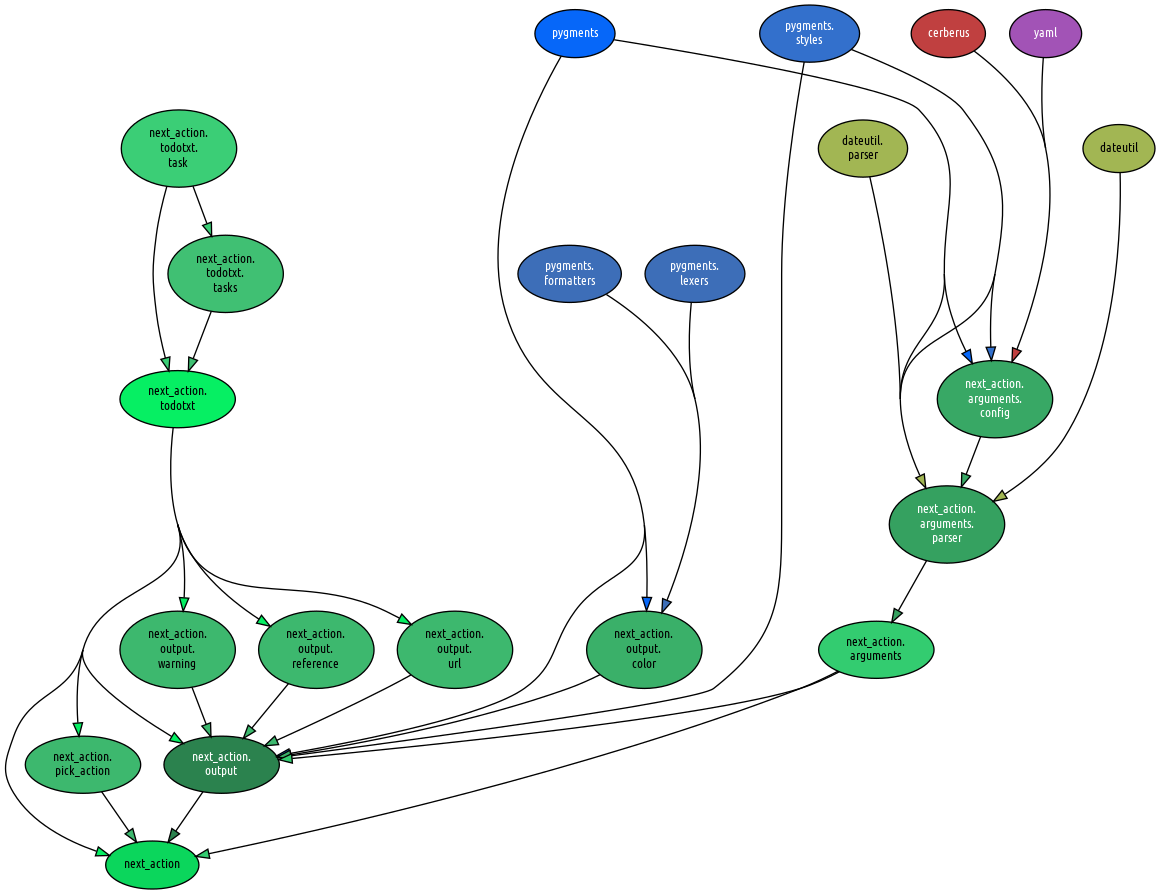 pygments
pygments.
styles
cerberus
yaml
next_action.
todotxt.
task
dateutil.
parser
dateutil
next_action.
todotxt.
tasks
pygments.
formatters
pygments.
lexers
next_action.
todotxt
next_action.
arguments.
config
next_action.
arguments.
parser
next_action.
output.
warning
next_action.
output.
reference
next_action.
output.
url
next_action.
output.
color
next_action.
arguments
next_action.
pick_action
next_action.
output
next_action